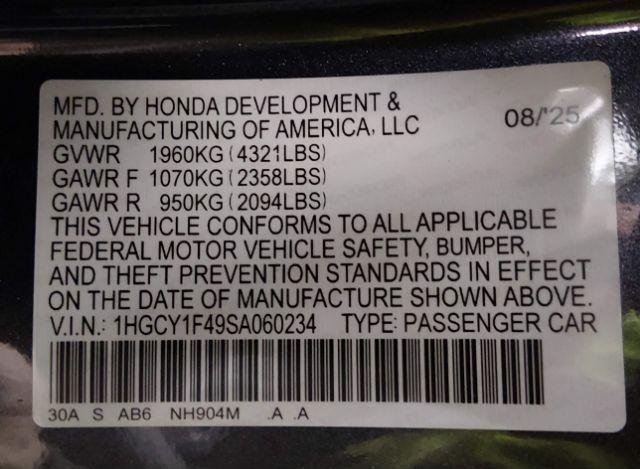 MFD. BY HONDA DEVELOPMENT &
MANUFACTURING OF AMERICA, LLC 08/'25
GVWR 1960KG (4321LBS)
GAWR F 1070KG (2358LBS)
GAWR R 950KG (2094LBS)
THIS VEHICLE CONFORMS TO ALL APPLICABLE
FEDERAL MOTOR VEHICLE SAFETY, BUMPER,
AND THEFT PREVENTION STANDARDS IN EFFECT
ON THE DATE OF MANUFACTURE SHOWN ABOVE.
V.I.N.: 1HGCY1F49SA060234 TYPE: PASSENGER CAR
30A S AB6 NH904M .A .A